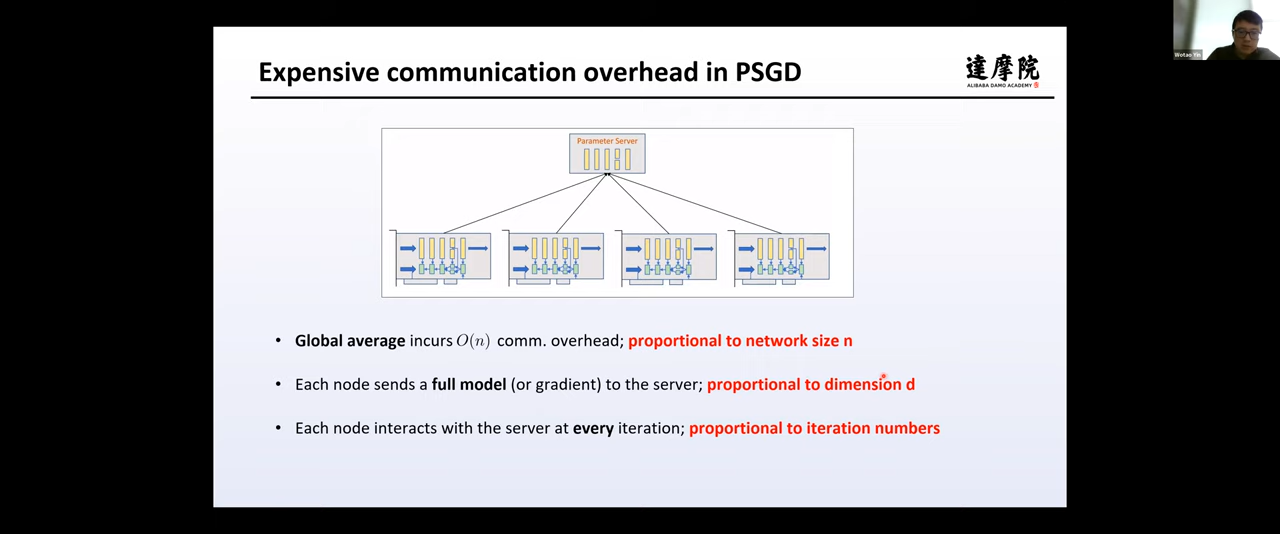 Expensive communication overhead in PSGD
達摩院
ALIBABA DAMO ACADEMY
Wotao Yin
Parameter Server
• Global average incurs O(n) comm. overhead; proportional to network size n
• Each node sends a full model (or gradient) to the server; proportional to dimension d
• Each node interacts with the server at every iteration; proportional to iteration numbers